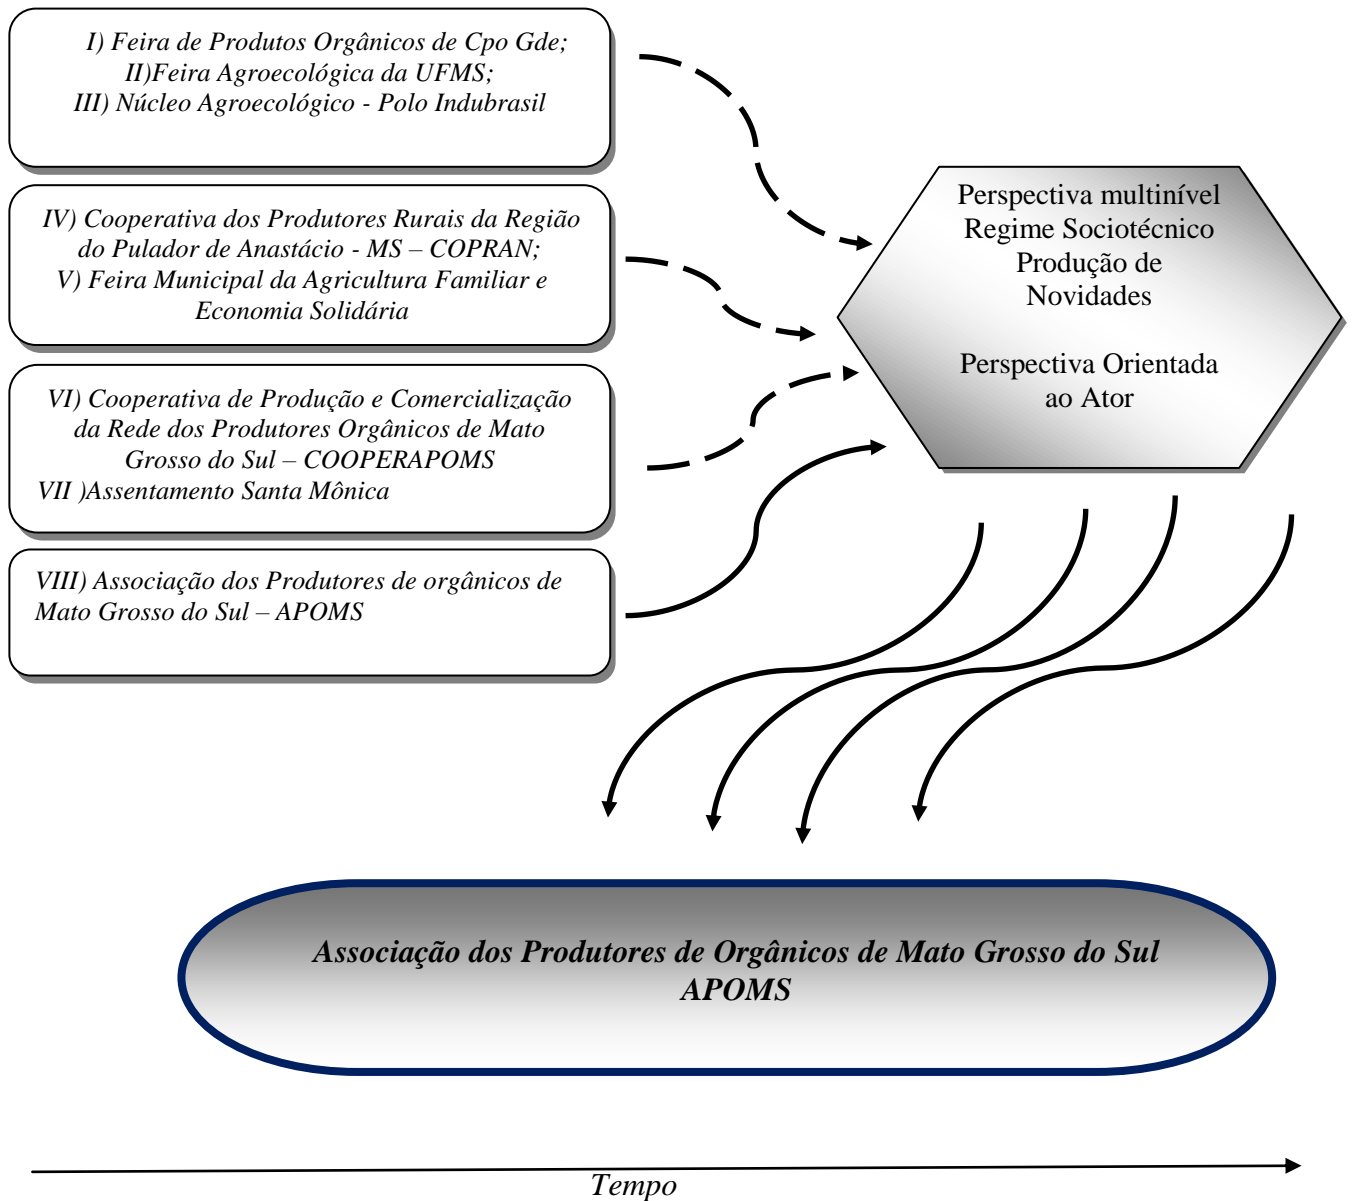 I) Feira de Produtos Orgânicos de Cpo Gde;
II)Feira Agroecológica da UFMS;
III) Núcleo Agroecológico - Polo Indubrasil
IV) Cooperativa dos Produtores Rurais da Região
do Pulador de Anastácio - MS – COPRAN;
V) Feira Municipal da Agricultura Familiar e
Economia Solidária
VI) Cooperativa de Produção e Comercialização
da Rede dos Produtores Orgânicos de Mato
Grosso do Sul – COOPERAPOMS
VII )Assentamento Santa Mônica
VIII) Associação dos Produtores de orgânicos de
Mato Grosso do Sul – APOMS
Perspectiva multinível
Regime Sociotécnico
Produção de
Novidades
Perspectiva Orientada
ao Ator
Associação dos Produtores de Orgânicos de Mato Grosso do Sul
APOMS
Tempo